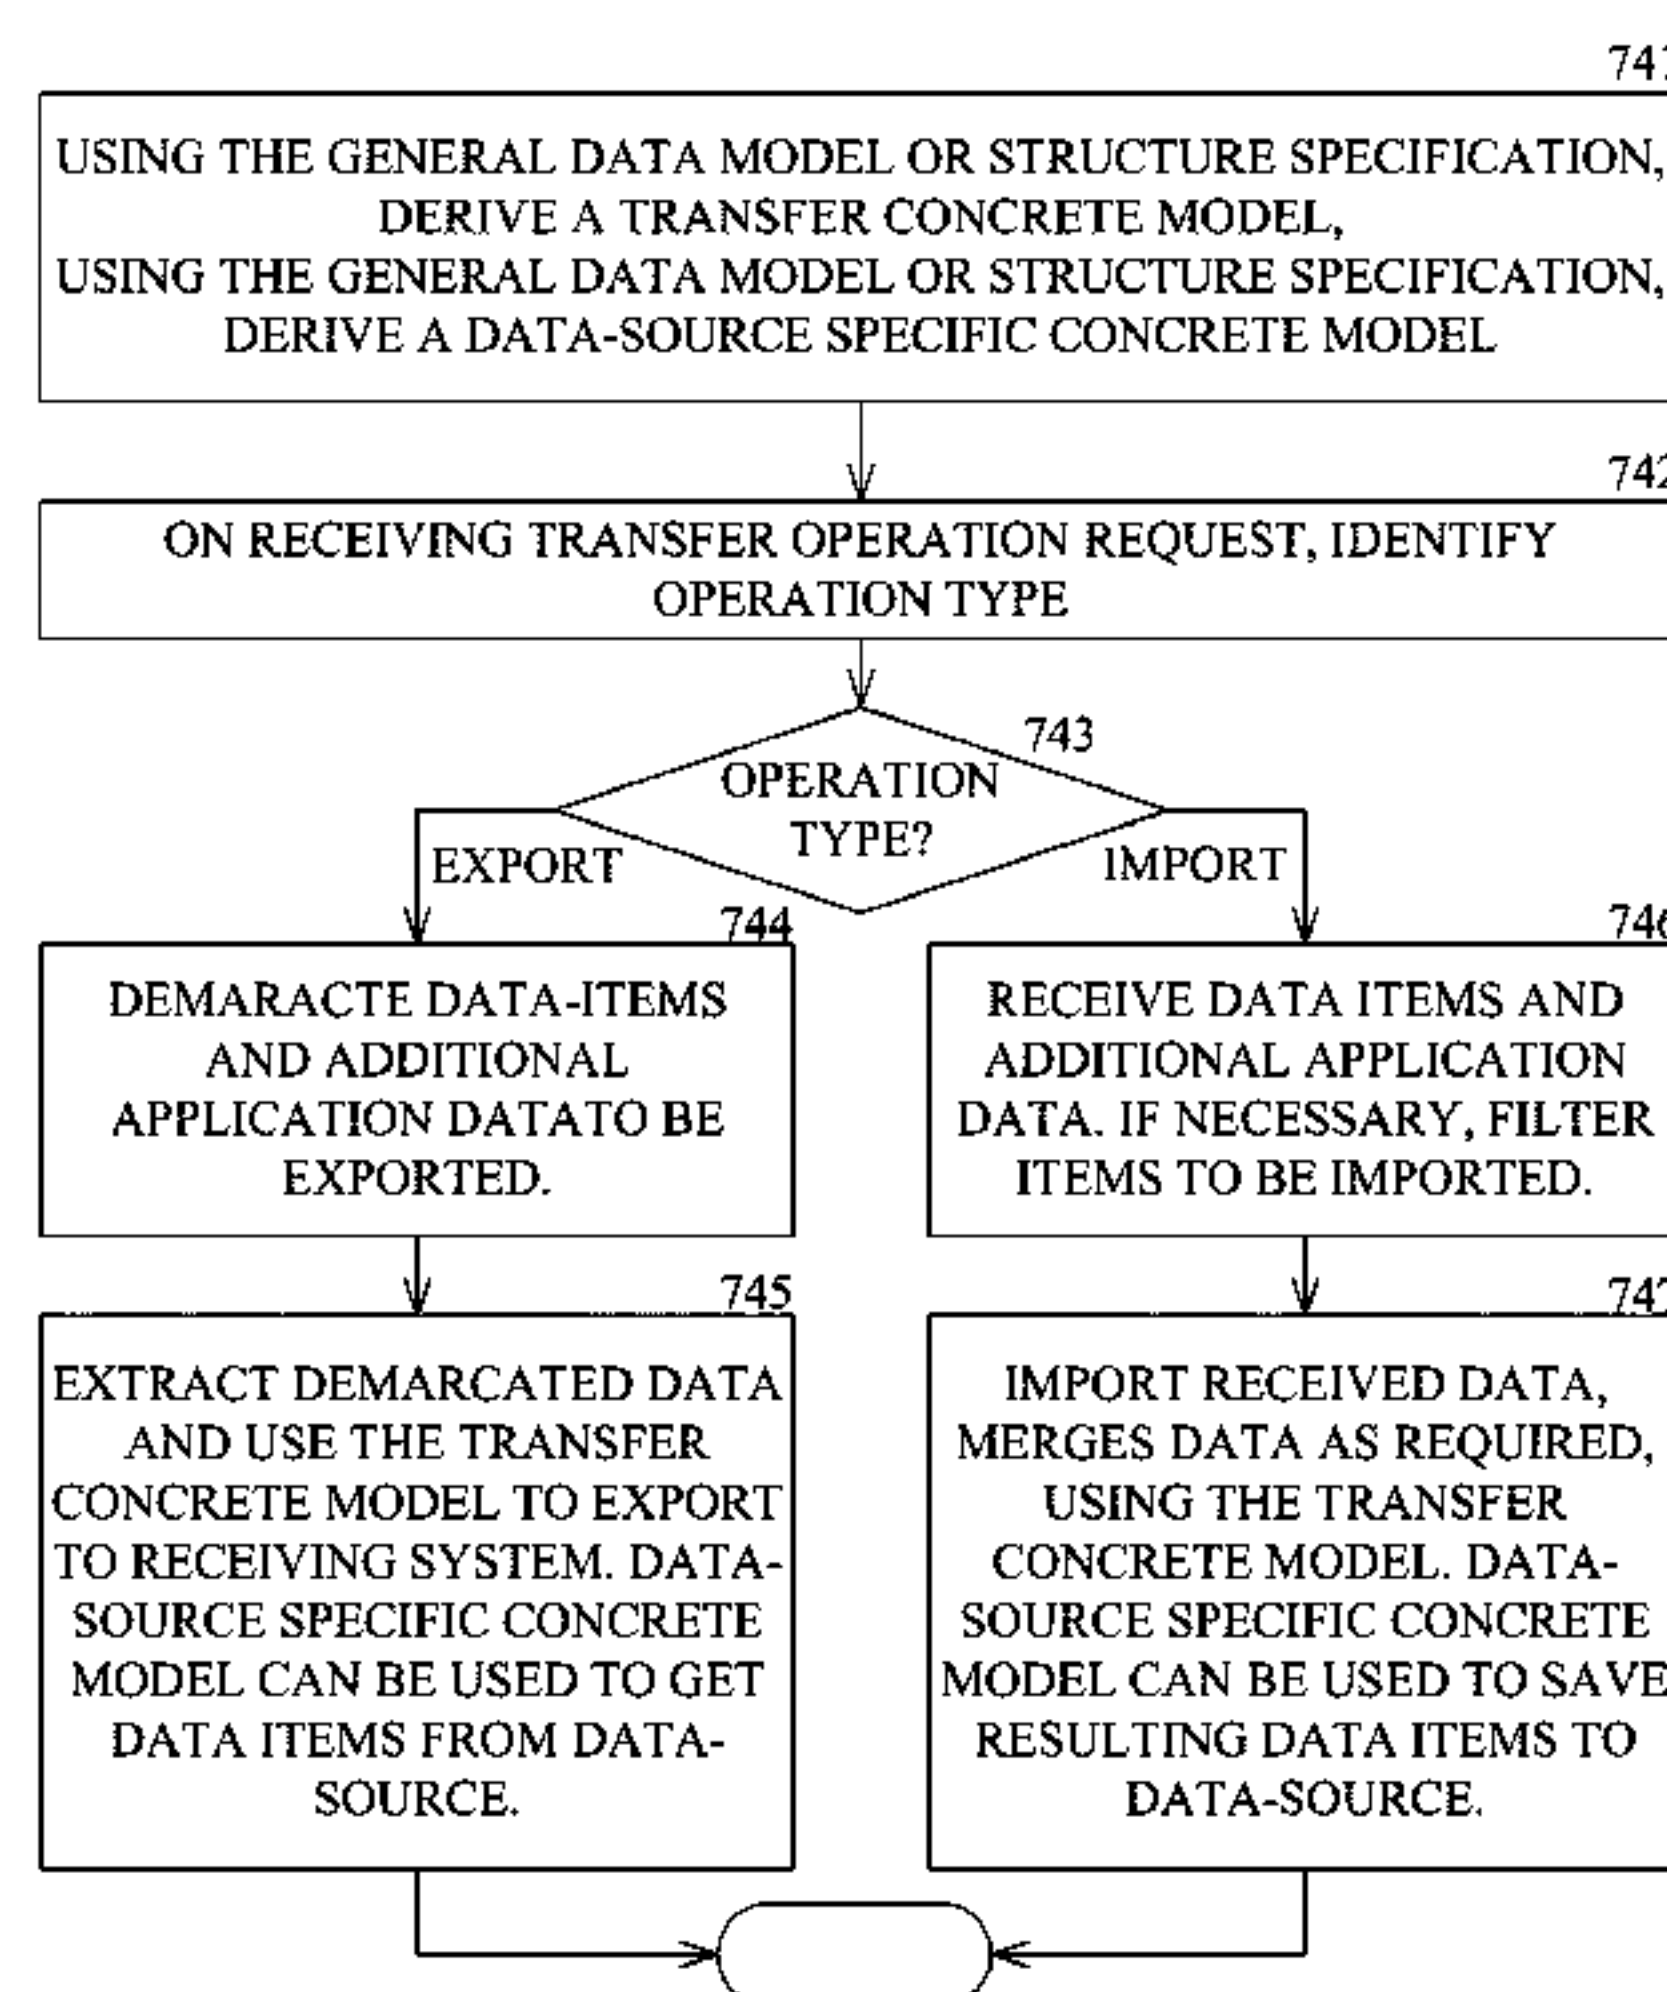 USING THE GENERAL DATA MODEL OR STRUCTURE SPECIFICATION,
DERIVE A TRANSFER CONCRETE MODEL,
USING THE GENERAL DATA MODEL OR STRUCTURE SPECIFICATION,
DERIVE A DATA-SOURCE SPECIFIC CONCRETE MODEL
742
ON RECEIVING TRANSFER OPERATION REQUEST, IDENTIFY
OPERATION TYPE
743
OPERATION
TYPE?
EXPORT
IMPORT
744
DEMARACTE DATA-ITEMS
AND ADDITIONAL
APPLICATION DATATO BE
EXPORTED.
746
RECEIVE DATA ITEMS AND
ADDITIONAL APPLICATION
DATA. IF NECESSARY, FILTER
ITEMS TO BE IMPORTED.
745
EXTRACT DEMARCATED DATA
AND USE THE TRANSFER
CONCRETE MODEL TO EXPORT
TO RECEIVING SYSTEM. DATA-
SOURCE SPECIFIC CONCRETE
MODEL CAN BE USED TO GET
DATA ITEMS FROM DATA-
SOURCE.
747
IMPORT RECEIVED DATA,
MERGES DATA AS REQUIRED,
USING THE TRANSFER
CONCRETE MODEL. DATA-
SOURCE SPECIFIC CONCRETE
MODEL CAN BE USED TO SAVE
RESULTING DATA ITEMS TO
DATA-SOURCE.